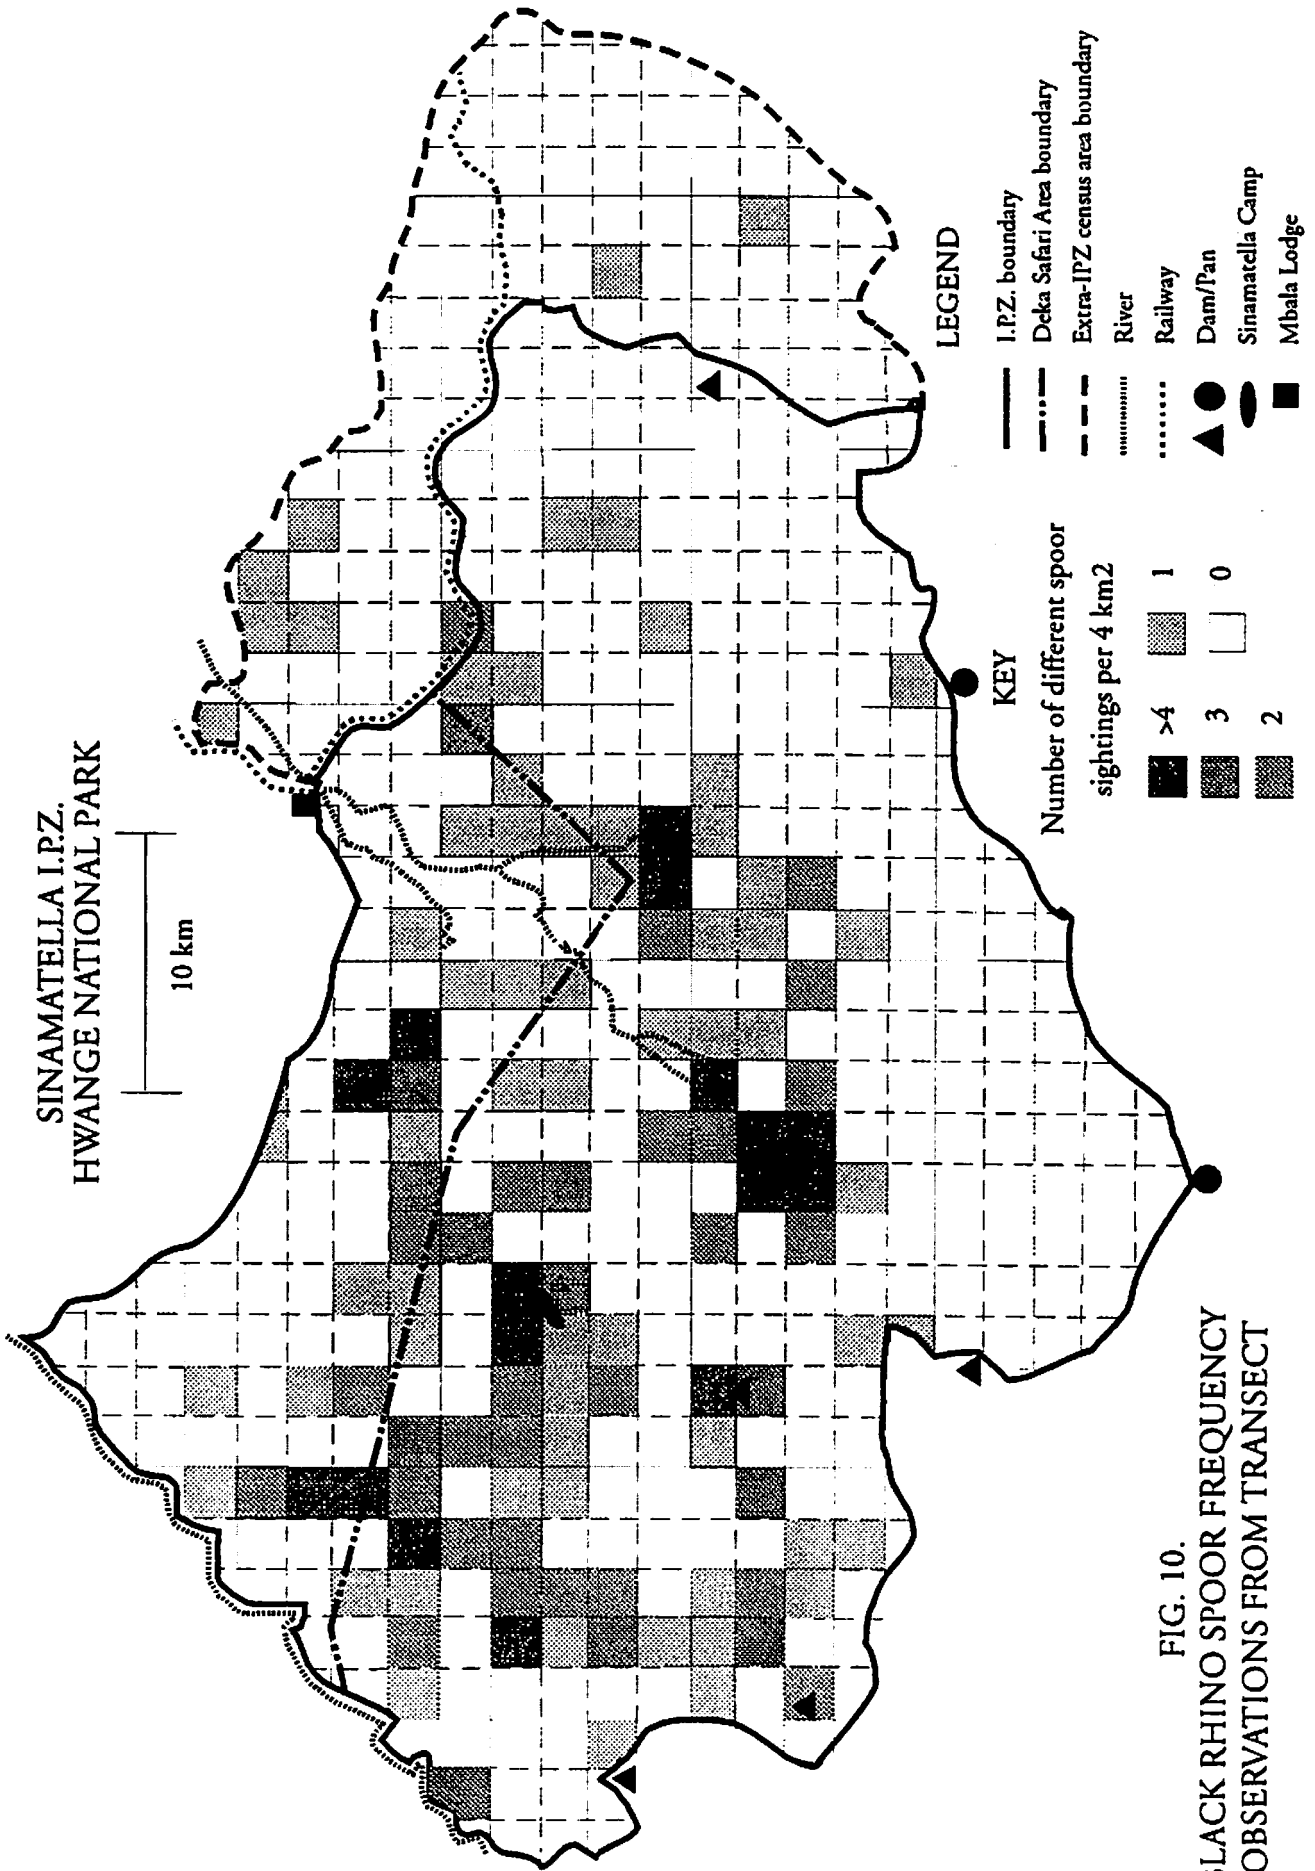 SINAMATELLA I.P.Z.
HWANGE NATIONAL PARK
10 km
LEGEND
I.P.Z. boundary
Deka Safari Area boundary
Extra-IPZ census area boundary
River
Railway
Dam/Pan
Sinamatella Camp
Mbala Lodge
KEY
Number of different spoor
sightings per 4 km2
>4 1
3 0
2
FIG. 10.
BLACK RHINO SPOOR FREQUENCY
OBSERVATIONS FROM TRANSECT